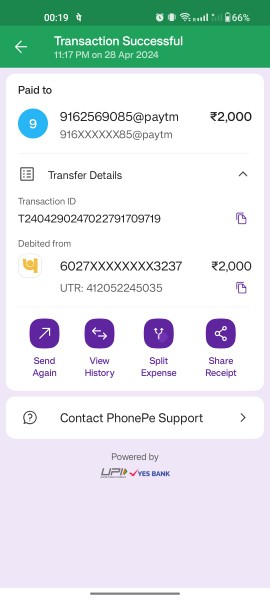 00:19 66%
Transaction Successful
11:17 PM on 28 Apr 2024
Paid to
9 9162569085@paytm ₹2,000
916XXXXXX85@paytm
Transfer Details
Transaction ID
T2404290247022791709719
Debited from
6027XXXXXXXX3237 ₹2,000
UTR: 412052245035
Send Again
View History
Split Expense
Share Receipt
Contact PhonePe Support
Powered by
UPI YES BANK